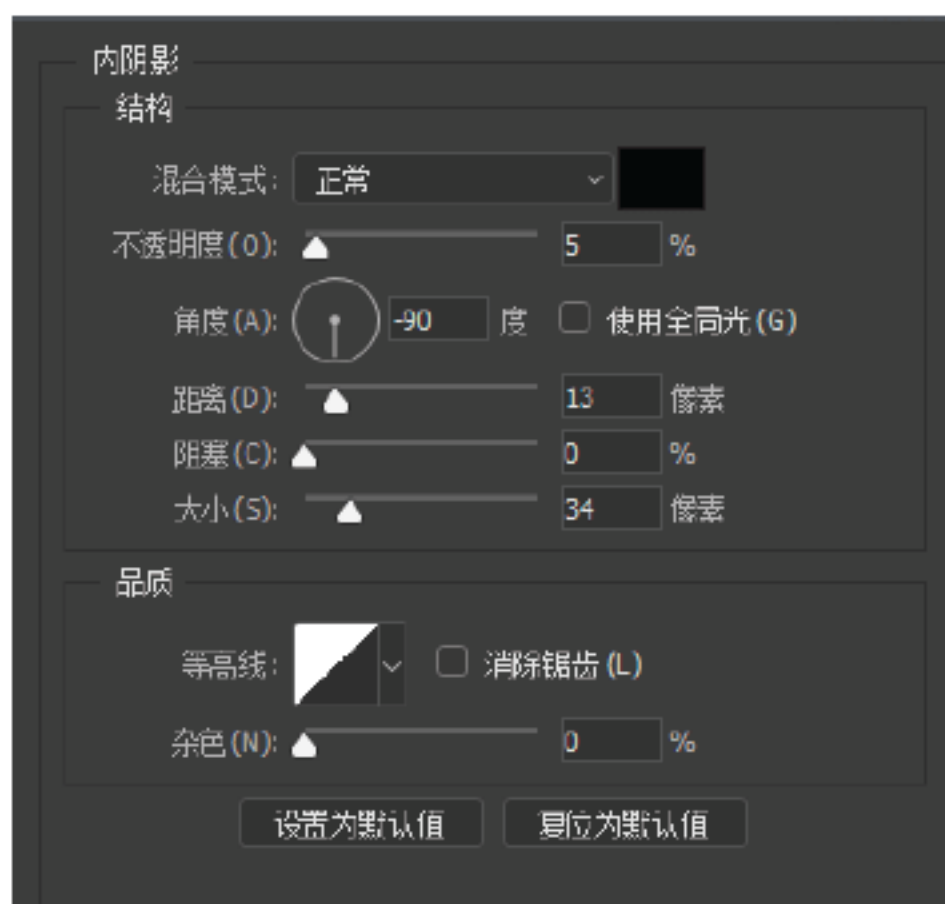 内阴影
结构
混合模式: 正常
不透明度(O): 5 %
角度(A): -90 度 使用全局光(G)
距离(D): 13 像素
阻塞(C): 0 %
大小(S): 34 像素
品质
等高线: 消除锯齿(L)
杂色(N): 0 %
设置为默认值 复位为默认值